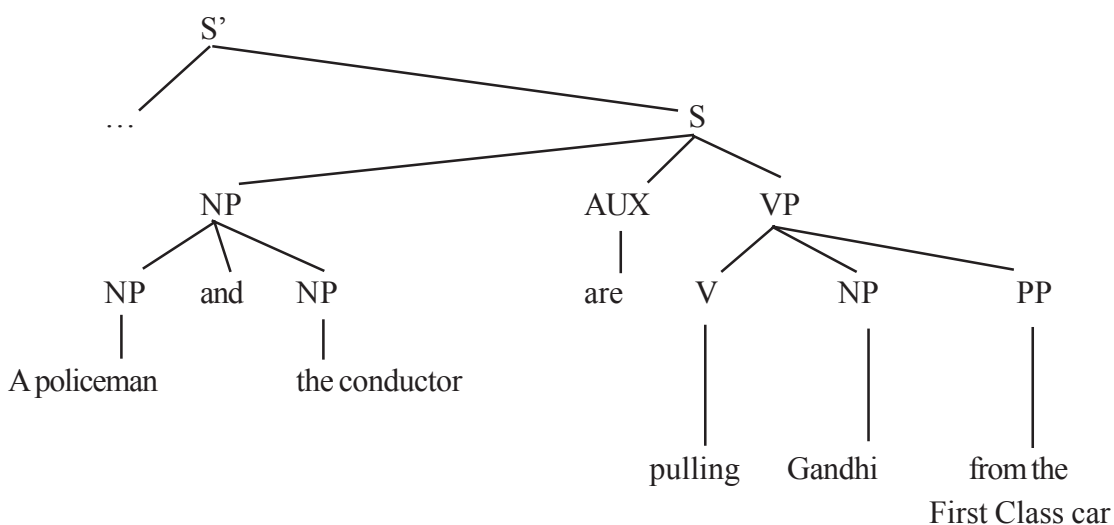 S’
…
S
NP AUX VP
NP and NP are V NP PP
A policeman the conductor
pulling Gandhi from the
First Class car